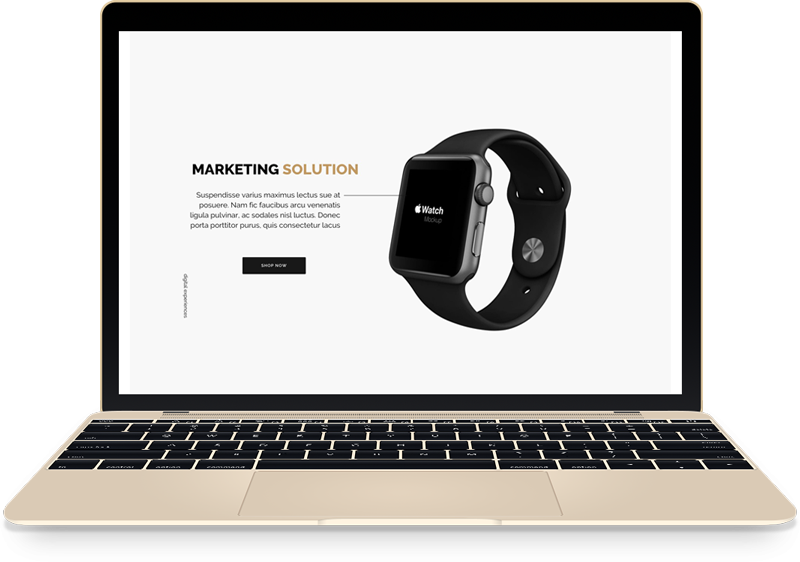 MARKETING SOLUTION
Suspendisse varius maximus lectus sue at
posuere. Nam fic faucibus arcu venenatis
ligula pulvinar, ac sodales nisl luctus. Donec
porta porttitor purus, quis consectetur lacus
SHOP NOW
digital experiences
Watch
Mockup
fn control option command command option